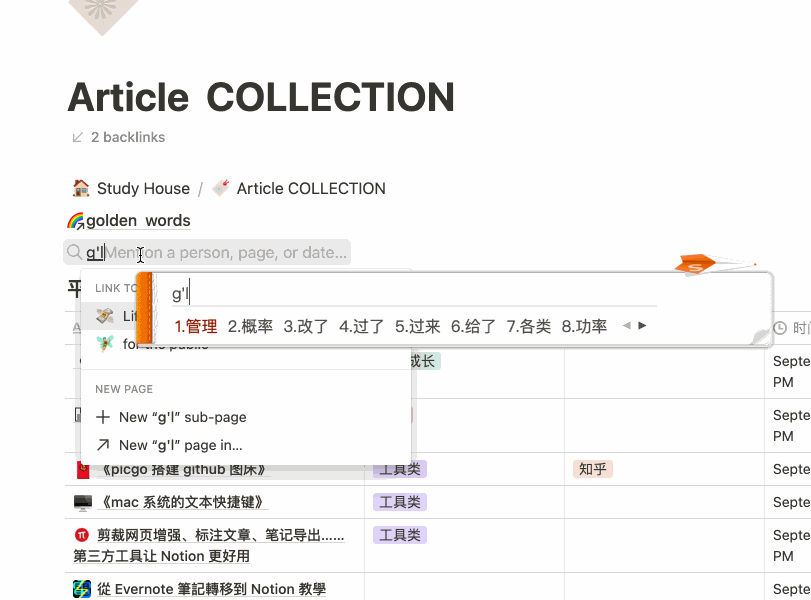 Article COLLECTION
2 backlinks
Study House / Article COLLECTION
golden words
g'l Mention a person, page, or date...
LINK TO
g'l
Li
1.管理 2.概率 3.改了 4.过了 5.过来 6.给了 7.各类 8.功率
时
for the public
成长
Septe
PM
NEW PAGE
New “g'l” sub-page
Septe
PM
New “g'l” page in...
《picgo 搭建 github 图床》 工具类 知乎 Septe
《mac 系统的文本快捷键》 工具类 Septe
剪裁网页增强、标注文章、笔记导出...... 工具类 Septe
第三方工具让 Notion 更好用 PM
從 Evernote 筆記轉移到 Notion 教學 Septe